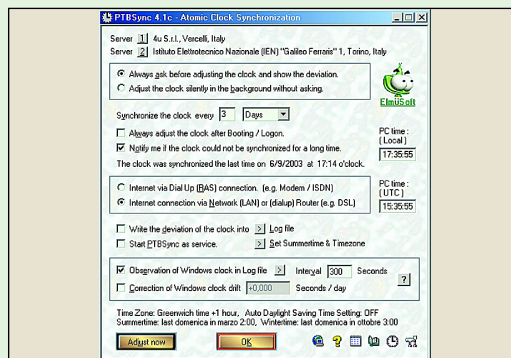 PTBSync 4.1c - Atomic Clock Synchronization
Server 1 4u S.r.l., Vercelli, Italy
Server 2 Istituto Elettrotecnico Nazionale (IEN) "Galileo Ferraris" 1, Torino, Italy
Always ask before adjusting the clock and show the deviation.
Adjust the clock silently in the background without asking.
ElmüSoft
Synchronize the clock every 3 Days
Always adjust the clock after Booting / Logon.
Notify me if the clock could not be synchronized for a long time.
The clock was synchronized the last time on 6/9/2003 at 17:14 o'clock.
PC time :
( Local )
17:35:55
Internet via Dial Up (RAS) connection. (e.g. Modem / ISDN)
Internet connection via Network (LAN) or (dialup) Router (e.g. DSL)
PC time :
( UTC )
15:35:55
Write the deviation of the clock into > Log file
Start PTBSync as service. > Set Summertime & Timezone
Observation of Windows clock in Log file > Interval 300 Seconds
Correction of Windows clock drift +0,000 Seconds / day
?
Time Zone: Greenwich time +1 hour, Auto Daylight Saving Time Setting: OFF
Summertime: last domenica in marzo 2:00, Wintertime: last domenica in ottobre 3:00
Adjust now OK